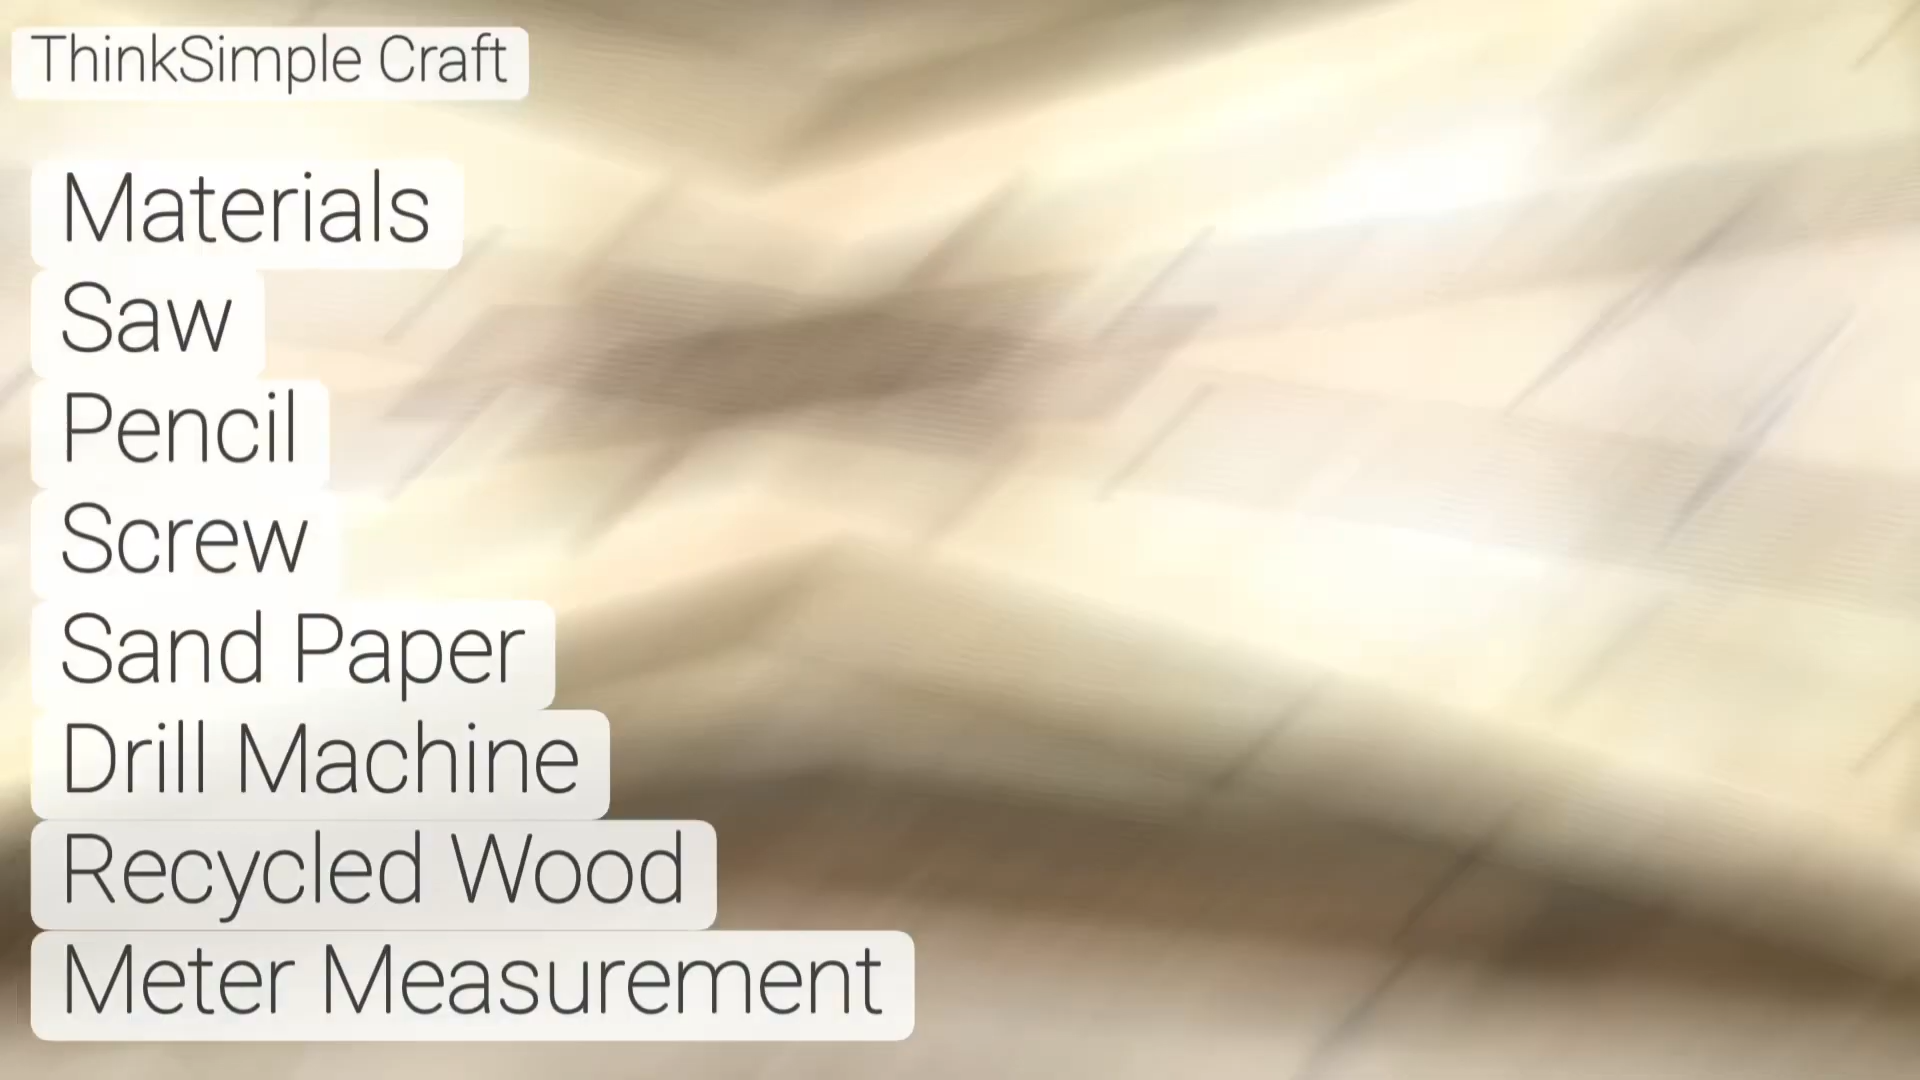 ThinkSimple Craft
Materials
Saw
Pencil
Screw
Sand Paper
Drill Machine
Recycled Wood
Meter Measurement